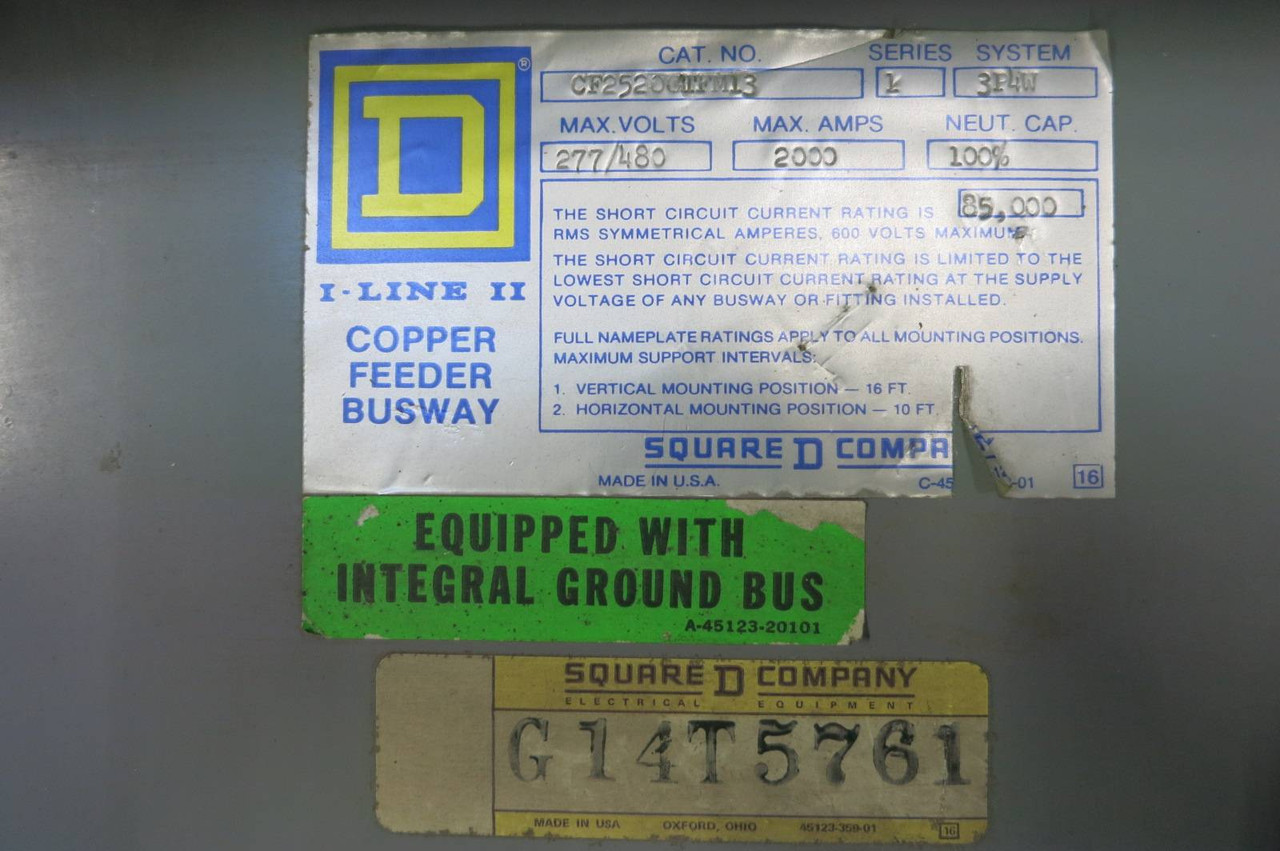 D ®
I-LINE II
COPPER
FEEDER
BUSWAY
CAT. NO. SERIES SYSTEM
1 3P4W
MAX.VOLTS MAX. AMPS NEUT. CAP.
277/480 2000 100%
THE SHORT CIRCUIT CURRENT RATING IS 85,000
RMS SYMMETRICAL AMPERES, 600 VOLTS MAXIMUM
THE SHORT CIRCUIT CURRENT RATING IS LIMITED TO THE
LOWEST SHORT CIRCUIT CURRENT RATING AT THE SUPPLY
VOLTAGE OF ANY BUSWAY OR FITTING INSTALLED.
FULL NAMEPLATE RATINGS APPLY TO ALL MOUNTING POSITIONS.
MAXIMUM SUPPORT INTERVALS:
1. VERTICAL MOUNTING POSITION — 16 FT.
2. HORIZONTAL MOUNTING POSITION — 10 FT.
SQUARE D COMPA
MADE IN U.S.A. C-45 -01 16
EQUIPPED WITH
INTEGRAL GROUND BUS
A-45123-20101
SQUARE D COMPANY
ELECTRICAL EQUIPMENT
G14T5761
MADE IN USA OXFORD, OHIO 45123-359-01 16